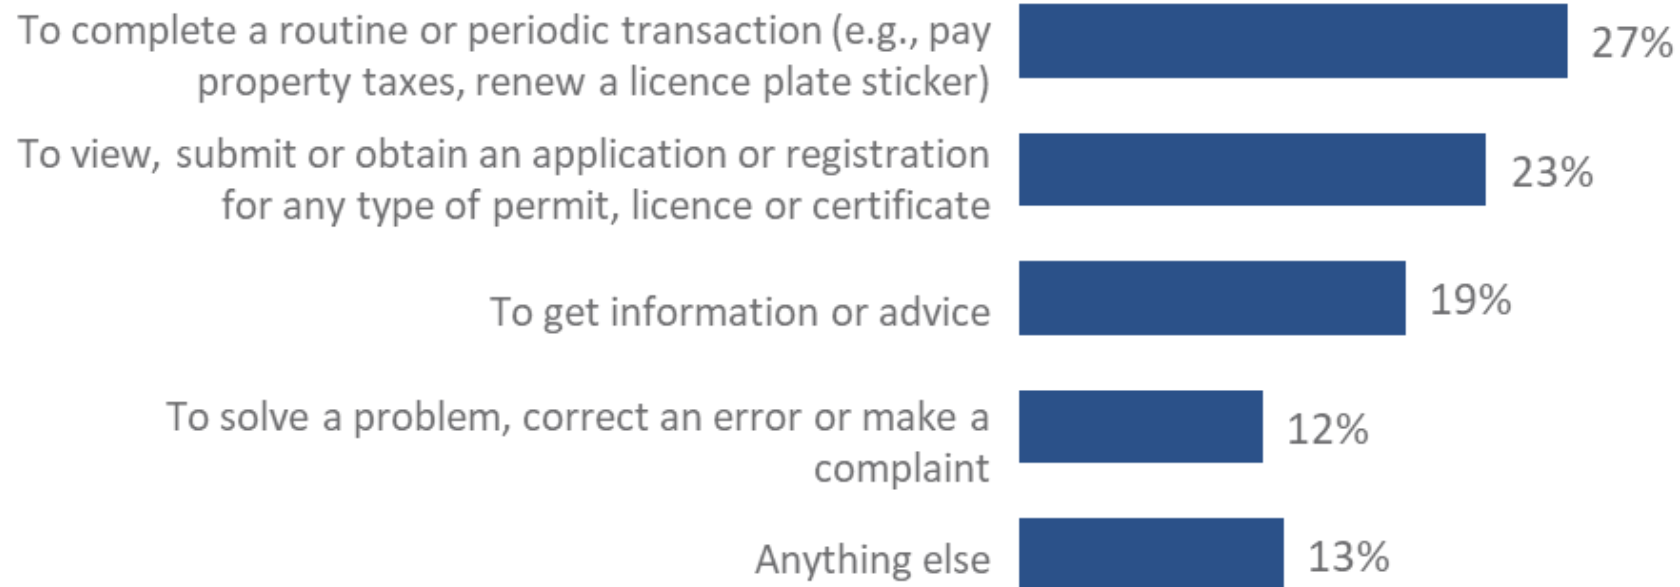 To complete a routine or periodic transaction (e.g., pay
property taxes, renew a licence plate sticker)
27%
To view, submit or obtain an application or registration
for any type of permit, licence or certificate
23%
To get information or advice
19%
To solve a problem, correct an error or make a
complaint
12%
Anything else
13%